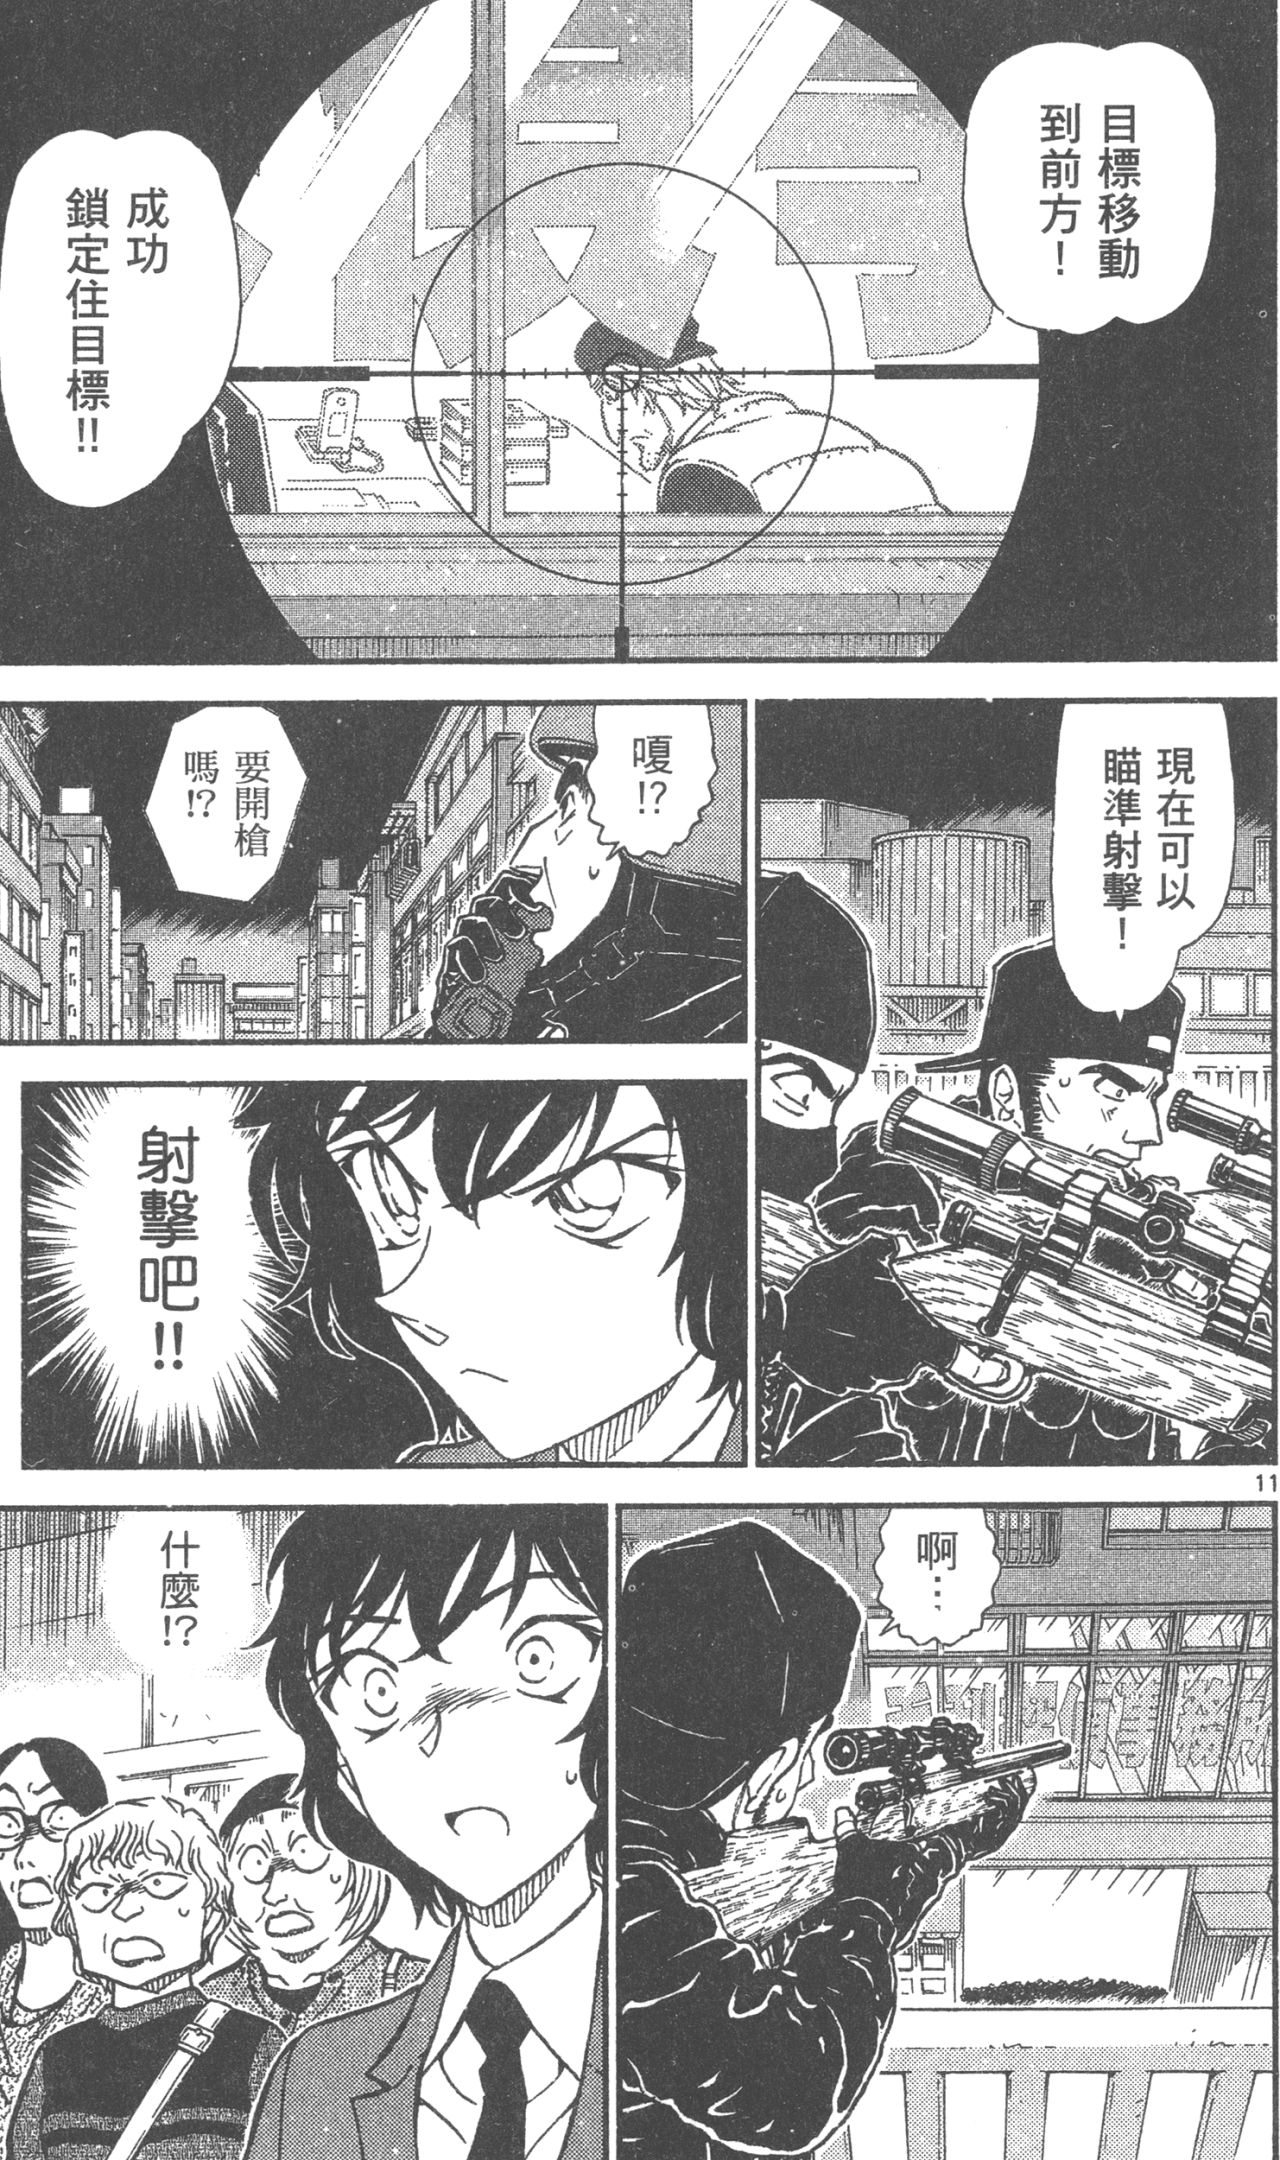 目標移動
到前方！
成功
鎖定住目標!!
現在可以
瞄準射擊！
嗄!?
要開槍
嗎!?
射擊吧!!
11
啊…
什麼!?